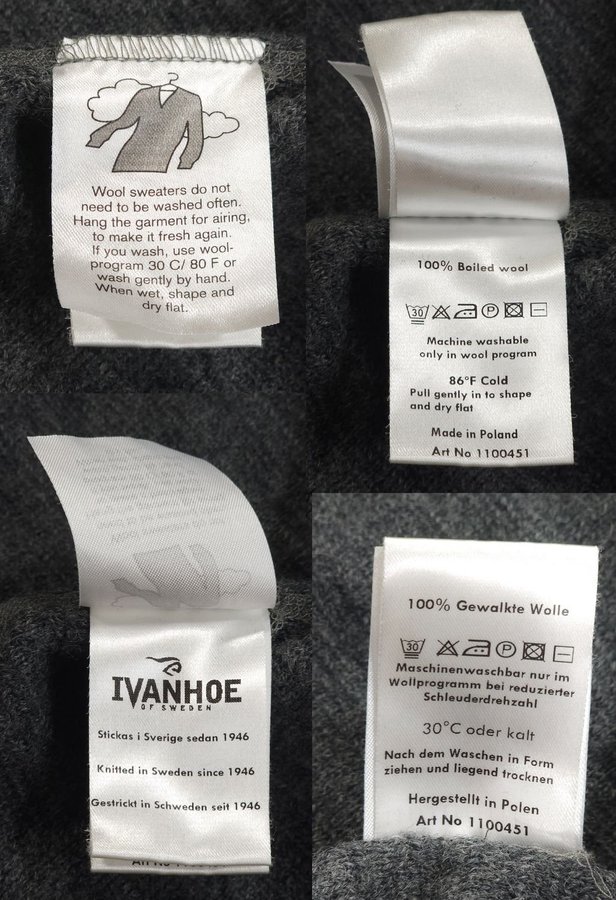 Wool sweaters do not
need to be washed often.
Hang the garment for airing,
to make it fresh again.
If you wash, use wool-
program 30 C/ 80 F or
wash gently by hand.
When wet, shape and
dry flat.
100% Boiled wool
30
P
Machine washable
only in wool program
86°F Cold
Pull gently in to shape
and dry flat
Made in Poland
Art No 1100451
IVANHOE
OF SWEDEN
Stickas i Sverige sedan 1946
Knitted in Sweden since 1946
Gestrickt in Schweden seit 1946
100% Gewalkte Wolle
30
P
Maschinenwaschbar nur im
Wollprogramm bei reduzierter
Schleuderdrehzahl
30°C oder kalt
Nach dem Waschen in Form
ziehen und liegend trocknen
Hergestellt in Polen
Art No 1100451